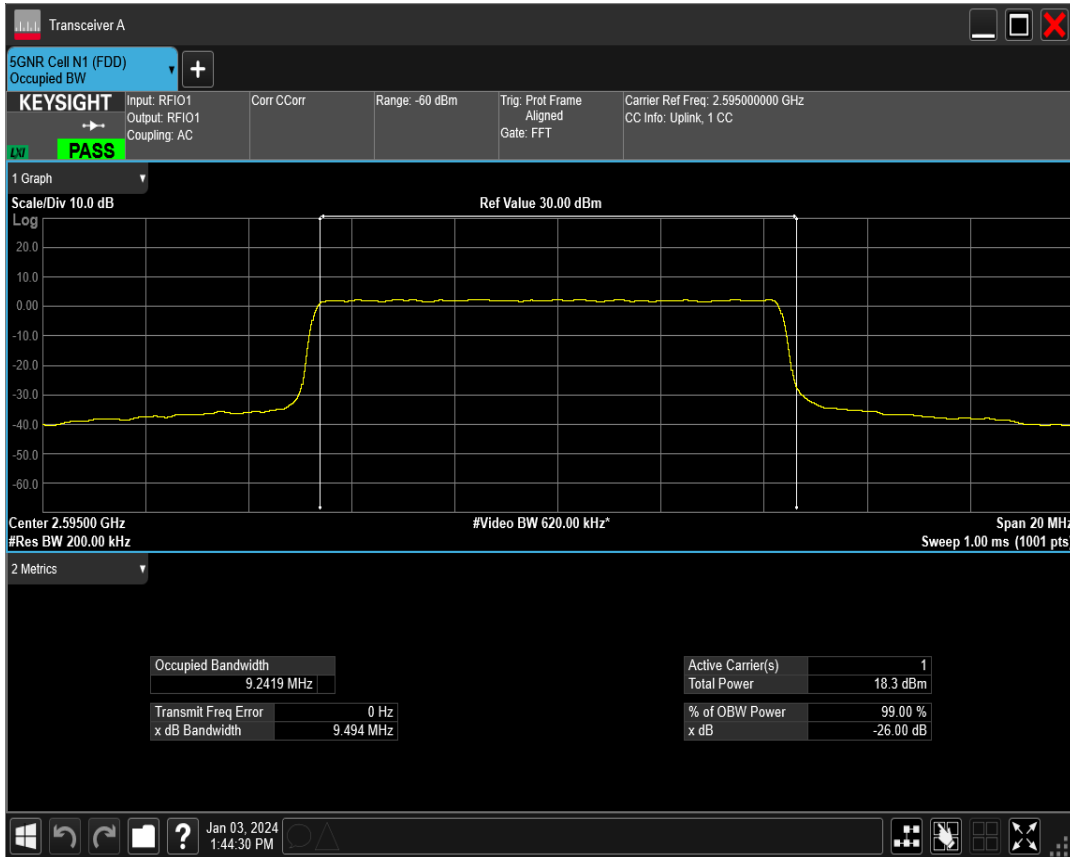 Transceiver A
5GNR Cell N1 (FDD)
Occupied BW
+
KEYSIGHT
LXI
PASS
Input: RFIO1
Output: RFIO1
Coupling: AC
Corr CCorr
Range: -60 dBm
Trig: Prot Frame
Aligned
Gate: FFT
Carrier Ref Freq: 2.595000000 GHz
CC Info: Uplink, 1 CC
1 Graph
Scale/Div 10.0 dB
Ref Value 30.00 dBm
Log
20.0
10.0
0.00
-10.0
-20.0
-30.0
-40.0
-50.0
-60.0
Center 2.59500 GHz
#Video BW 620.00 kHz*
Span 20 MHz
#Res BW 200.00 kHz
Sweep 1.00 ms (1001 pts)
2 Metrics
Occupied Bandwidth
9.2419 MHz
Transmit Freq Error 0 Hz
x dB Bandwidth 9.494 MHz
Active Carrier(s) 1
Total Power 18.3 dBm
% of OBW Power 99.00 %
x dB -26.00 dB
?
Jan 03, 2024
1:44:30 PM